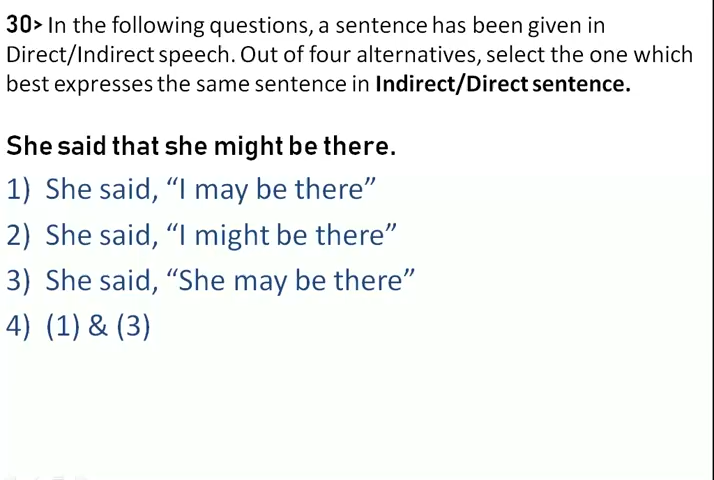 30> In the following questions, a sentence has been given in
Direct/Indirect speech. Out of four alternatives, select the one which
best expresses the same sentence in Indirect/Direct sentence.
She said that she might be there.
1) She said, “I may be there”
2) She said, “I might be there”
3) She said, “She may be there”
4) (1) & (3)